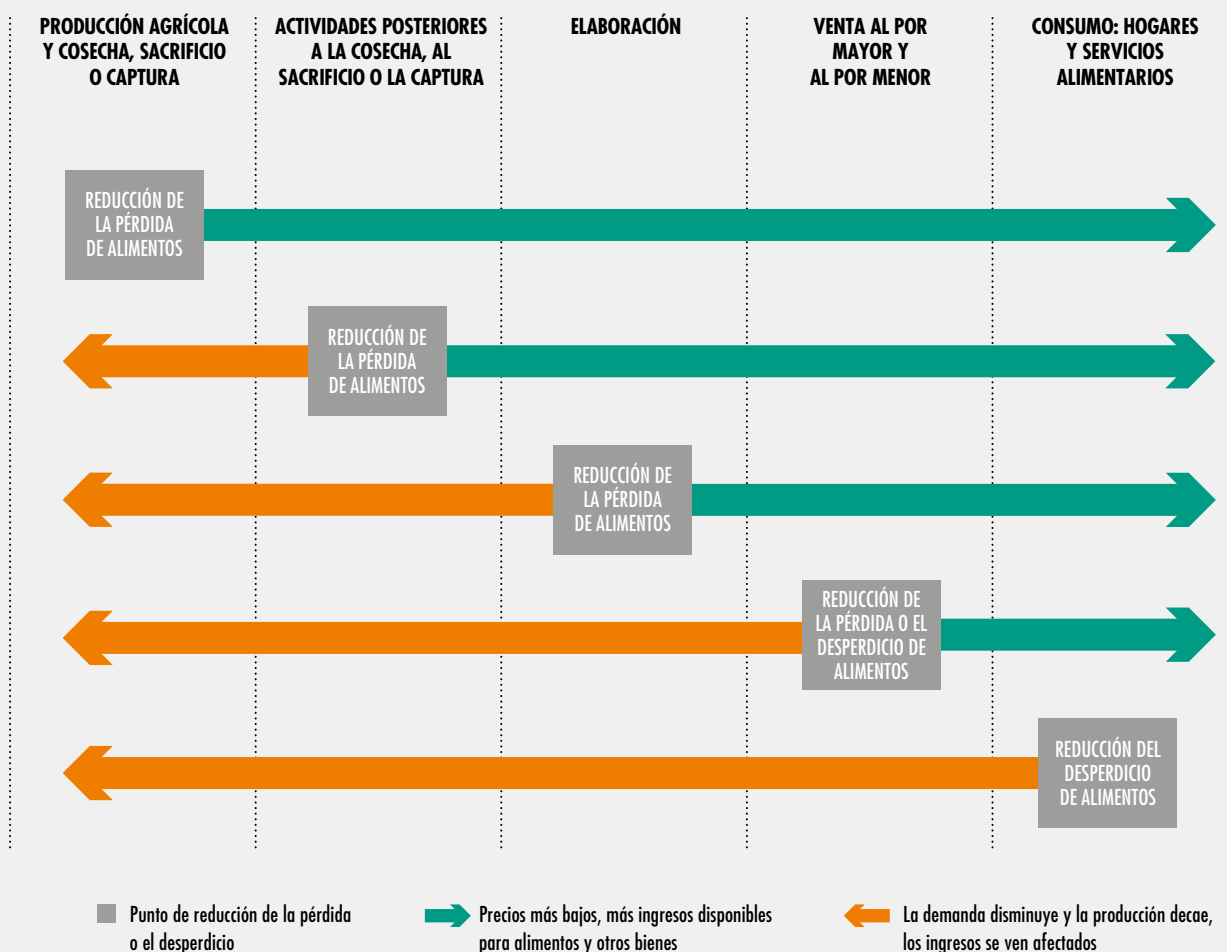 PRODUCCIÓN AGRÍCOLA
Y COSECHA, SACRIFICIO
O CAPTURA
ACTIVIDADES POSTERIORES
A LA COSECHA, AL
SACRIFICIO O LA CAPTURA
ELABORACIÓN
VENTA AL POR
MAYOR Y
AL POR MENOR
CONSUMO: HOGARES
Y SERVICIOS
ALIMENTARIOS
REDUCCIÓN DE
LA PÉRDIDA
DE ALIMENTOS
REDUCCIÓN DE
LA PÉRDIDA
DE ALIMENTOS
REDUCCIÓN DE
LA PÉRDIDA
DE ALIMENTOS
REDUCCIÓN DE
LA PÉRDIDA O EL
DESPERDICIO DE
ALIMENTOS
REDUCCIÓN DEL
DESPERDICIO
DE ALIMENTOS
Punto de reducción de la pérdida
o el desperdicio
Precios más bajos, más ingresos disponibles
para alimentos y otros bienes
La demanda disminuye y la producción decae,
los ingresos se ven afectados